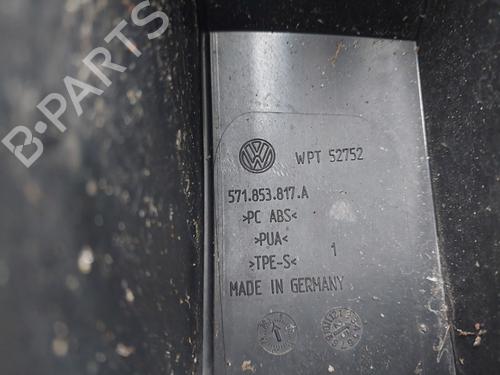 B-PARTS
WPT 52752
571.853.817.A
>PC ABS<
>PUA<
>TPE-S< 1
MADE IN GERMANY